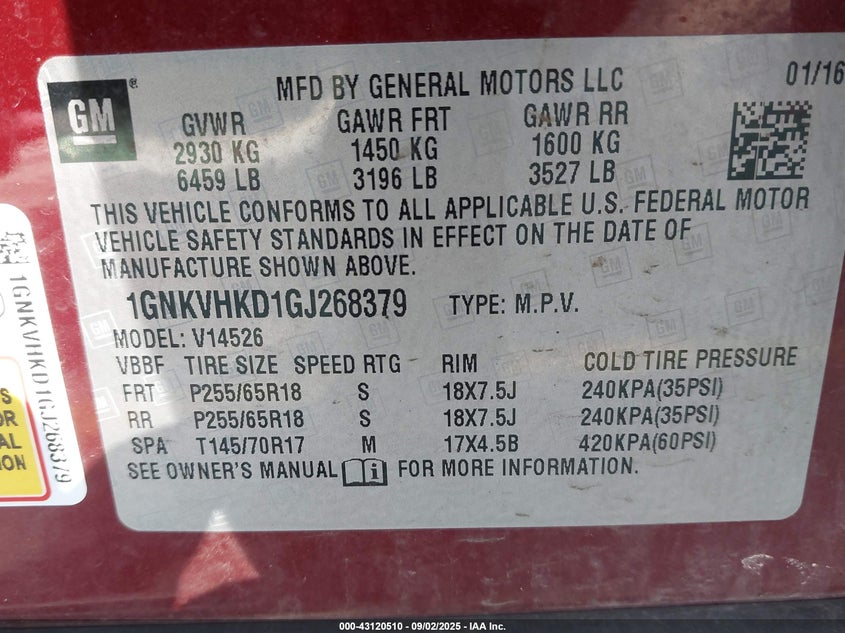 GM
MFD BY GENERAL MOTORS LLC 01/16
GVWR GAWR FRT GAWR RR
2930 KG 1450 KG 1600 KG
6459 LB 3196 LB 3527 LB
THIS VEHICLE CONFORMS TO ALL APPLICABLE U.S. FEDERAL MOTOR
VEHICLE SAFETY STANDARDS IN EFFECT ON THE DATE OF
MANUFACTURE SHOWN ABOVE.
1GNKVHKD1GJ268379 TYPE: M.P.V.
MODEL: V14526
VBBF TIRE SIZE SPEED RTG RIM COLD TIRE PRESSURE
FRT P255/65R18 S 18X7.5J 240KPA(35PSI)
RR P255/65R18 S 18X7.5J 240KPA(35PSI)
SPA T145/70R17 M 17X4.5B 420KPA(60PSI)
SEE OWNER'S MANUAL FOR MORE INFORMATION.
1GNKVHKD1GJ268379
S
OR
AL
ION
000-43120510 - 09/02/2025 - IAA Inc.